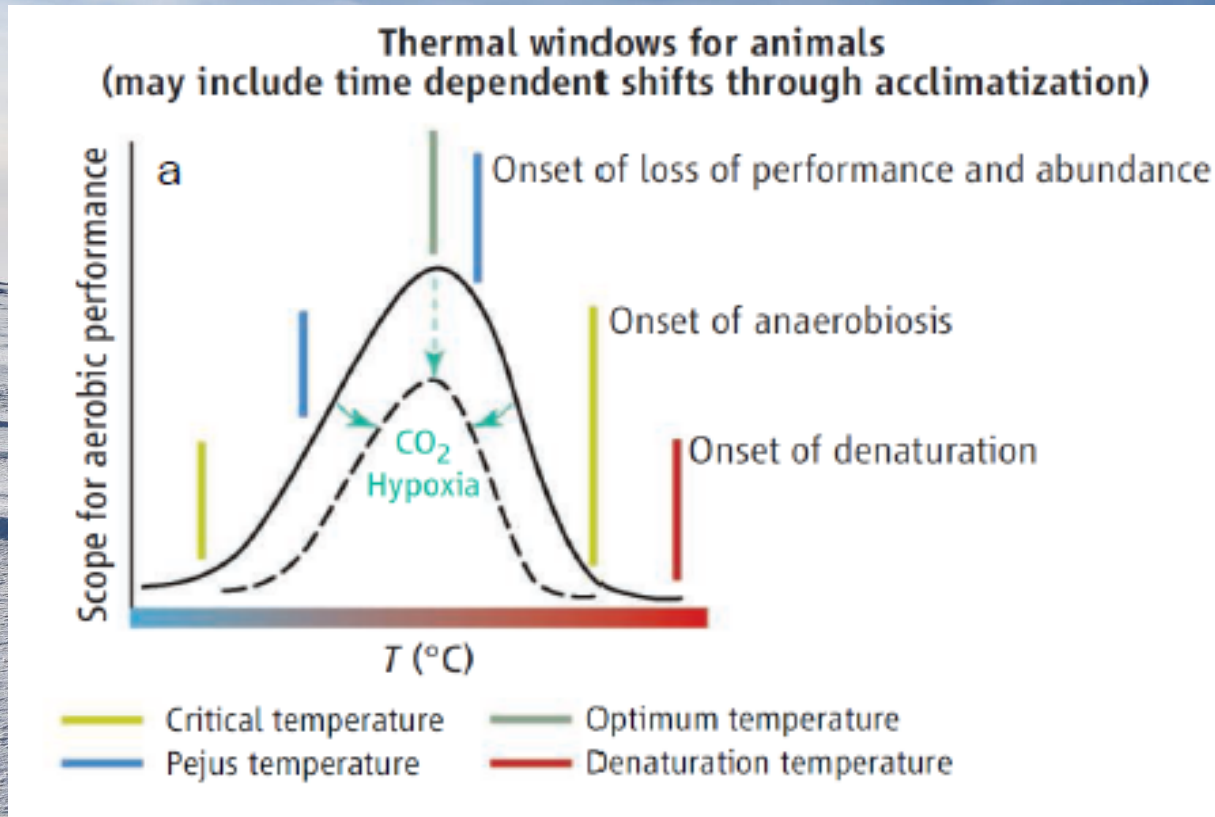 Thermal windows for animals
(may include time dependent shifts through acclimatization)
Scope for aerobic performance
a
Onset of loss of performance and abundance
Onset of anaerobiosis
Onset of denaturation
CO₂
Hypoxia
T (°C)
Critical temperature
Optimum temperature
Pejus temperature
Denaturation temperature